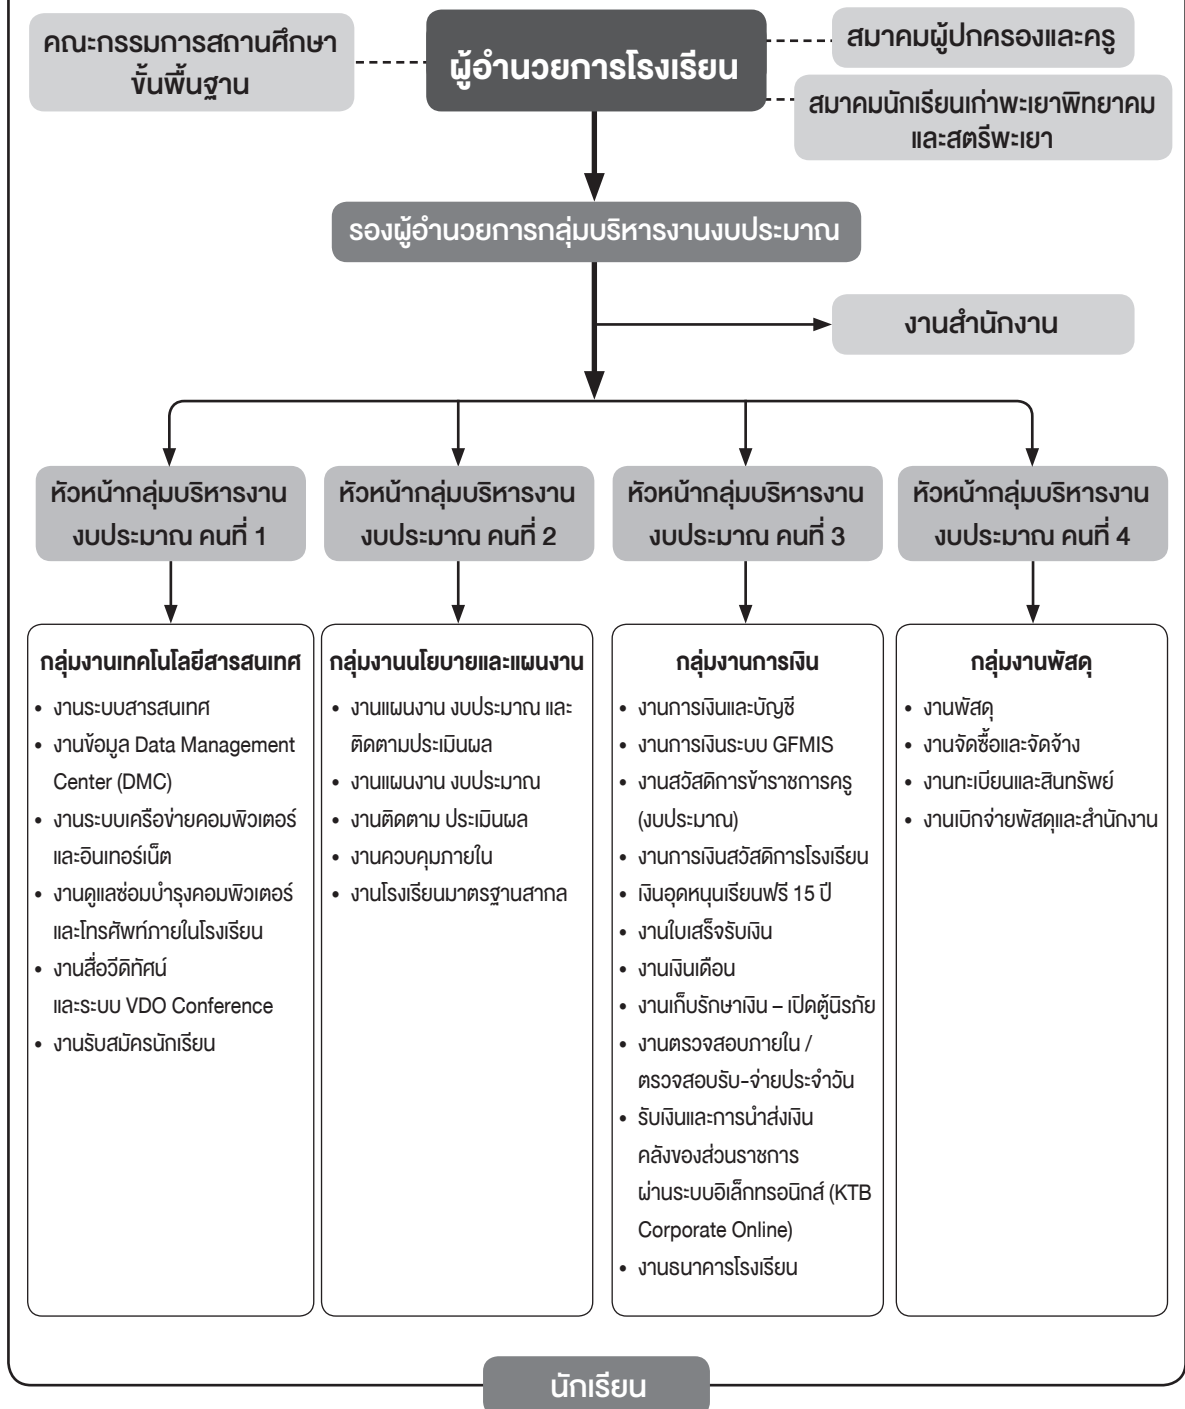 คณะกรรมการสถานศึกษา
ขั้นพื้นฐาน
ผู้อำนวยการโรงเรียน
สมาคมผู้ปกครองและครู
สมาคมนักเรียนเก่าพะเยาพิทยาคม
และสตรีพะเยา
รองผู้อำนวยการกลุ่มบริหารงานงบประมาณ
งานสำนักงาน
หัวหน้ากลุ่มบริหารงาน
งบประมาณ คนที่ 1
หัวหน้ากลุ่มบริหารงาน
งบประมาณ คนที่ 2
หัวหน้ากลุ่มบริหารงาน
งบประมาณ คนที่ 3
หัวหน้ากลุ่มบริหารงาน
งบประมาณ คนที่ 4
กลุ่มงานเทคโนโลยีสารสนเทศ
• งานระบบสารสนเทศ
• งานข้อมูล Data Management
Center (DMC)
• งานระบบเครือข่ายคอมพิวเตอร์
และอินเทอร์เน็ต
• งานดูแลซ่อมบำรุงคอมพิวเตอร์
และโทรศัพท์ภายในโรงเรียน
• งานสื่อวีดิทัศน์
และระบบ VDO Conference
• งานรับสมัครนักเรียน
กลุ่มงานนโยบายและแผนงาน
• งานแผนงาน งบประมาณ และ
ติดตามประเมินผล
• งานแผนงาน งบประมาณ
• งานติดตาม ประเมินผล
• งานควบคุมภายใน
• งานโรงเรียนมาตรฐานสากล
กลุ่มงานการเงิน
• งานการเงินและบัญชี
• งานการเงินระบบ GFMIS
• งานสวัสดิการข้าราชการครู
(งบประมาณ)
• งานการเงินสวัสดิการโรงเรียน
• เงินอุดหนุนเรียนฟรี 15 ปี
• งานใบเสร็จรับเงิน
• งานเงินเดือน
• งานเก็บรักษาเงิน – เปิดตู้นิรภัย
• งานตรวจสอบภายใน /
ตรวจสอบรับ-จ่ายประจำวัน
• รับเงินและการนำส่งเงิน
คลังของส่วนราชการ
ผ่านระบบอิเล็กทรอนิกส์ (KTB
Corporate Online)
• งานธนาคารโรงเรียน
กลุ่มงานพัสดุ
• งานพัสดุ
• งานจัดซื้อและจัดจ้าง
• งานทะเบียนและสินทรัพย์
• งานเบิกจ่ายพัสดุและสำนักงาน
นักเรียน